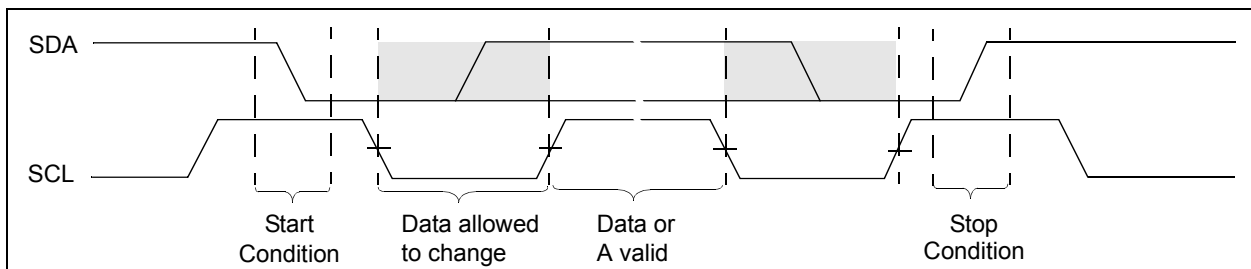 SDA
SCL
Start
Condition
Data allowed
to change
Data or
A valid
Stop
Condition